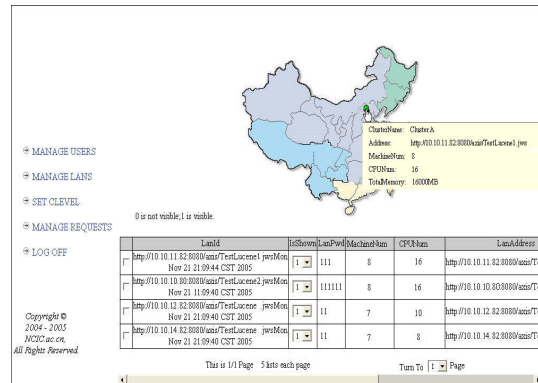 ClusterName: ClusterA
Address: http://10.10.11.82:8080/axis/TestLucene1.jws
MachineNum: 8
CPUNum: 16
TotalMemory: 16000MB
MANAGE USERS
MANAGE LANS
SET CLEVEL
MANAGE REQUESTS
LOG OFF
Copyright ©
2004 - 2005
NCIC.ac.cn,
All Rights Reserved.
0 is not visible;1 is visible.
LanId IsShown LanPwd MachineNum CPUNum LanAddress
http://10.10.11.82:8080/axis/TestLucene1.jwsMon
Nov 21 21:09:44 CST 2005 1 111 8 16 http://10.10.11.82:8080/axis/T
http://10.10.10.80:8080/axis/TestLucene2.jwsMon
Nov 21 11:09:40 CST 2005 1 111111 8 16 http://10.10.10.80:8080/axis/T
http://10.10.12.82:8080/axis/TestLucene .jwsMon
Nov 21 21:09:40 CST 2005 1 11 7 10 http://10.10.12.82:8080/axis/T
http://10.10.14.82:8080/axis/TestLucene .jwsMon
Nov 21 21:09:40 CST 2005 1 11 7 8 http://10.10.14.82:8080/axis/T
This is 1/1 Page 5 lists each page Turn To 1 Page